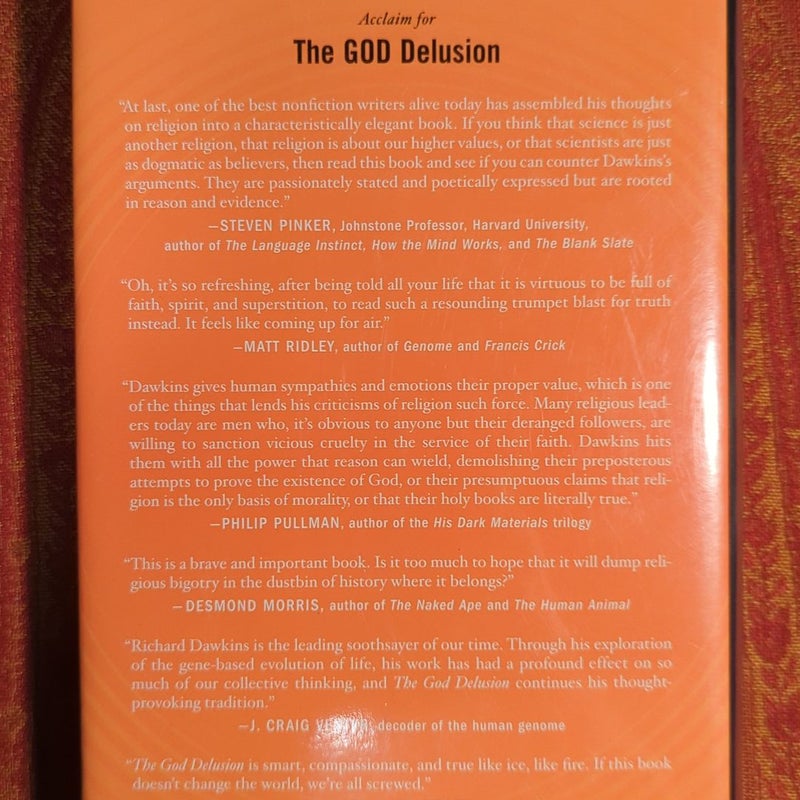 Acclaim for
The GOD Delusion
“At last, one of the best nonfiction writers alive today has assembled his thoughts
on religion into a characteristically elegant book. If you think that science is just
another religion, that religion is about our higher values, or that scientists are just
as dogmatic as believers, then read this book and see if you can counter Dawkins’s
arguments. They are passionately stated and poetically expressed but are rooted
in reason and evidence.”
—STEVEN PINKER, Johnstone Professor, Harvard University,
author of The Language Instinct, How the Mind Works, and The Blank Slate
“Oh, it’s so refreshing, after being told all your life that it is virtuous to be full of
faith, spirit, and superstition, to read such a resounding trumpet blast for truth
instead. It feels like coming up for air.”
—MATT RIDLEY, author of Genome and Francis Crick
“Dawkins gives human sympathies and emotions their proper value, which is one
of the things that lends his criticisms of religion such force. Many religious lead-
ers today are men who, it’s obvious to anyone but their deranged followers, are
willing to sanction vicious cruelty in the service of their faith. Dawkins hits
them with all the power that reason can wield, demolishing their preposterous
attempts to prove the existence of God, or their presumptuous claims that reli-
gion is the only basis of morality, or that their holy books are literally true.”
—PHILIP PULLMAN, author of the His Dark Materials trilogy
“This is a brave and important book. Is it too much to hope that it will dump reli-
gious bigotry in the dustbin of history where it belongs?”
—DESMOND MORRIS, author of The Naked Ape and The Human Animal
“Richard Dawkins is the leading soothsayer of our time. Through his exploration
of the gene-based evolution of life, his work has had a profound effect on so
much of our collective thinking, and The God Delusion continues his thought-
provoking tradition.”
—J. CRAIG decoder of the human genome
“The God Delusion is smart, compassionate, and true like ice, like fire. If this book
doesn’t change the world, we’re all screwed.”